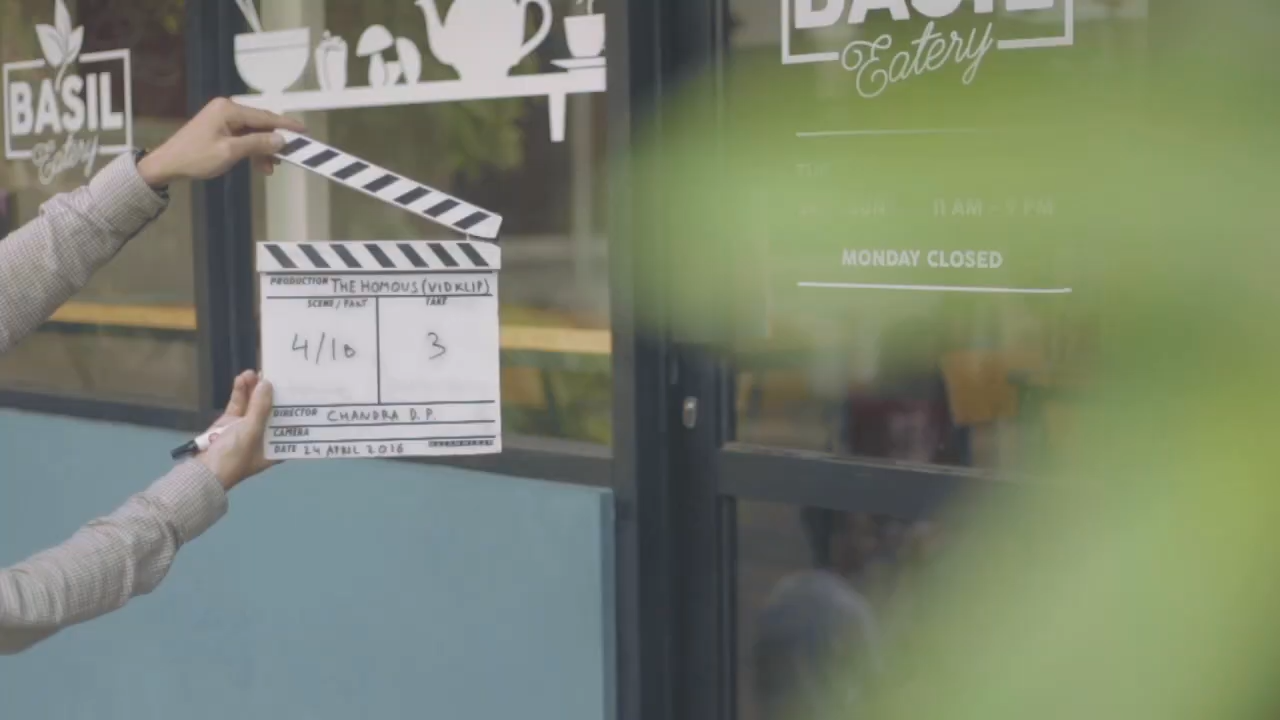 BASIL
Eatery
BASIL
Eatery
11 AM - 9 PM
MONDAY CLOSED
PRODUCTION THE HOMOUS (VIDKLIP)
SCENE / PART TAKE
4/10 3
DIRECTOR CHANDRA D. P.
CAMERA
DATE 24 APRIL 2016